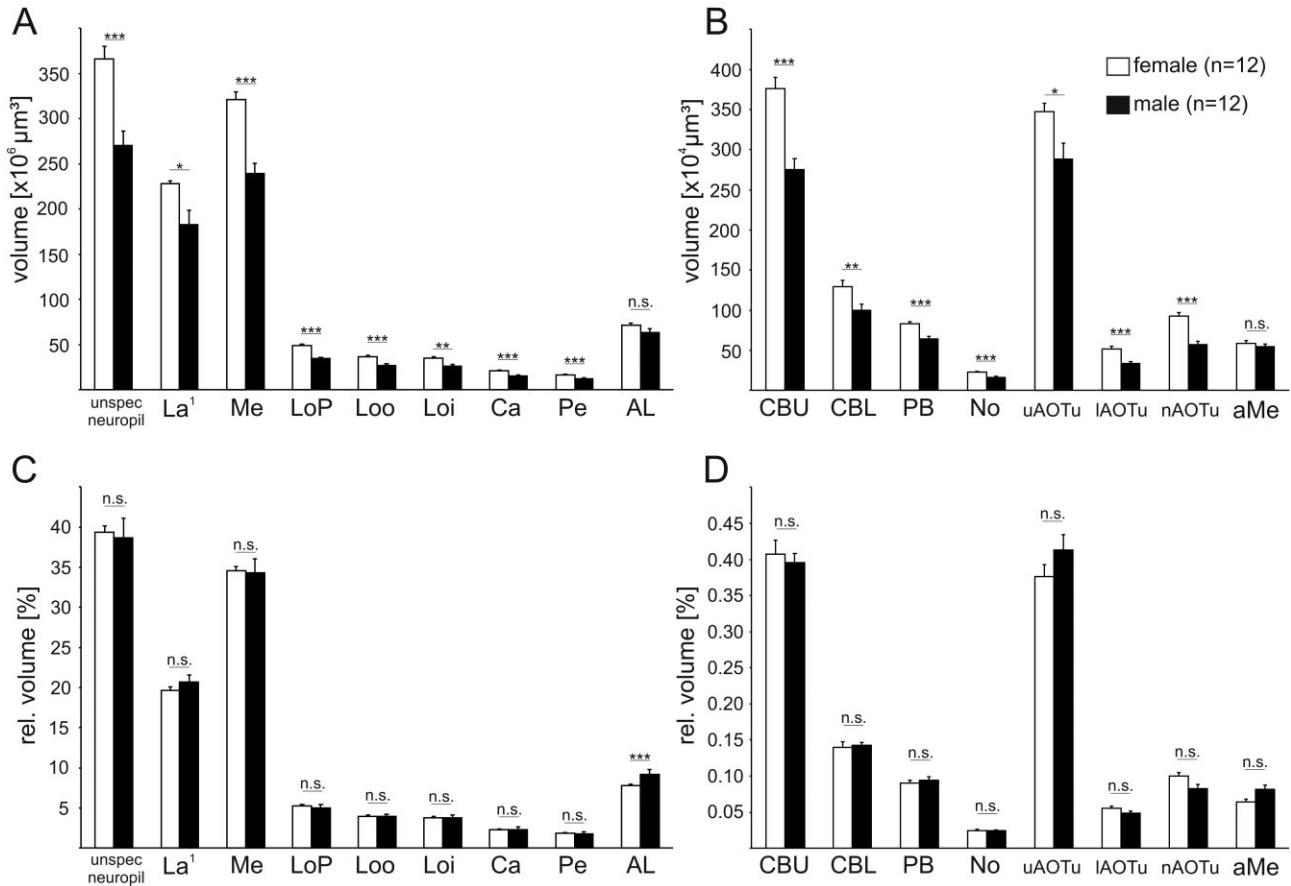 A
volume [x10⁶ µm³]
350
300
250
200
150
100
50
***
*
***
***
***
**
***
***
n.s.
unspec neuropil
La¹
Me
LoP
Loo
Loi
Ca
Pe
AL
B
volume [x10⁴ µm³]
400
350
300
250
200
150
100
50
***
**
***
***
*
***
***
n.s.
female (n=12)
male (n=12)
CBU
CBL
PB
No
uAOTu
lAOTu
nAOTu
aMe
C
rel. volume [%]
40
35
30
25
20
15
10
5
n.s.
n.s.
n.s.
n.s.
n.s.
n.s.
n.s.
n.s.
***
unspec neuropil
La¹
Me
LoP
Loo
Loi
Ca
Pe
AL
D
rel. volume [%]
0.45
0.40
0.35
0.30
0.25
0.20
0.15
0.10
0.05
n.s.
n.s.
n.s.
n.s.
n.s.
n.s.
n.s.
n.s.
CBU
CBL
PB
No
uAOTu
lAOTu
nAOTu
aMe